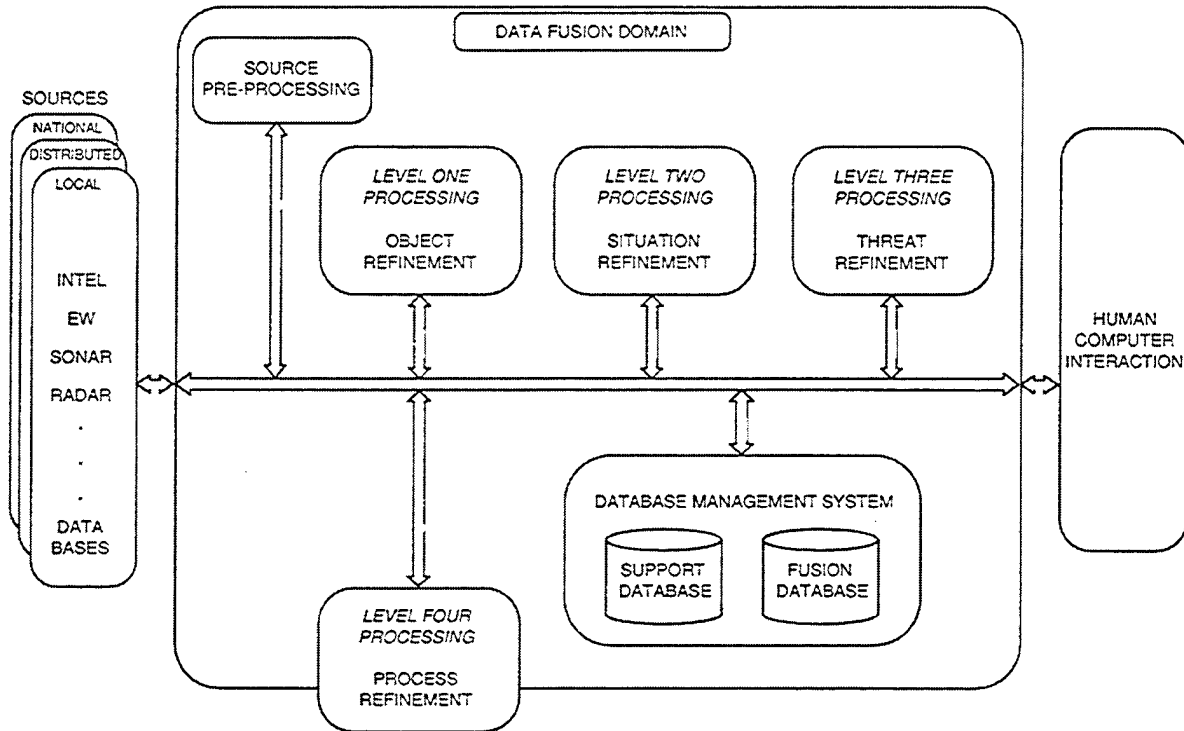 DATA FUSION DOMAIN
SOURCE
PRE-PROCESSING
SOURCES
NATIONAL
DISTRIBUTED
LOCAL
INTEL
EW
SONAR
RADAR
.
.
.
DATA
BASES
LEVEL ONE
PROCESSING
OBJECT
REFINEMENT
LEVEL TWO
PROCESSING
SITUATION
REFINEMENT
LEVEL THREE
PROCESSING
THREAT
REFINEMENT
HUMAN
COMPUTER
INTERACTION
DATABASE MANAGEMENT SYSTEM
SUPPORT
DATABASE
FUSION
DATABASE
LEVEL FOUR
PROCESSING
PROCESS
REFINEMENT